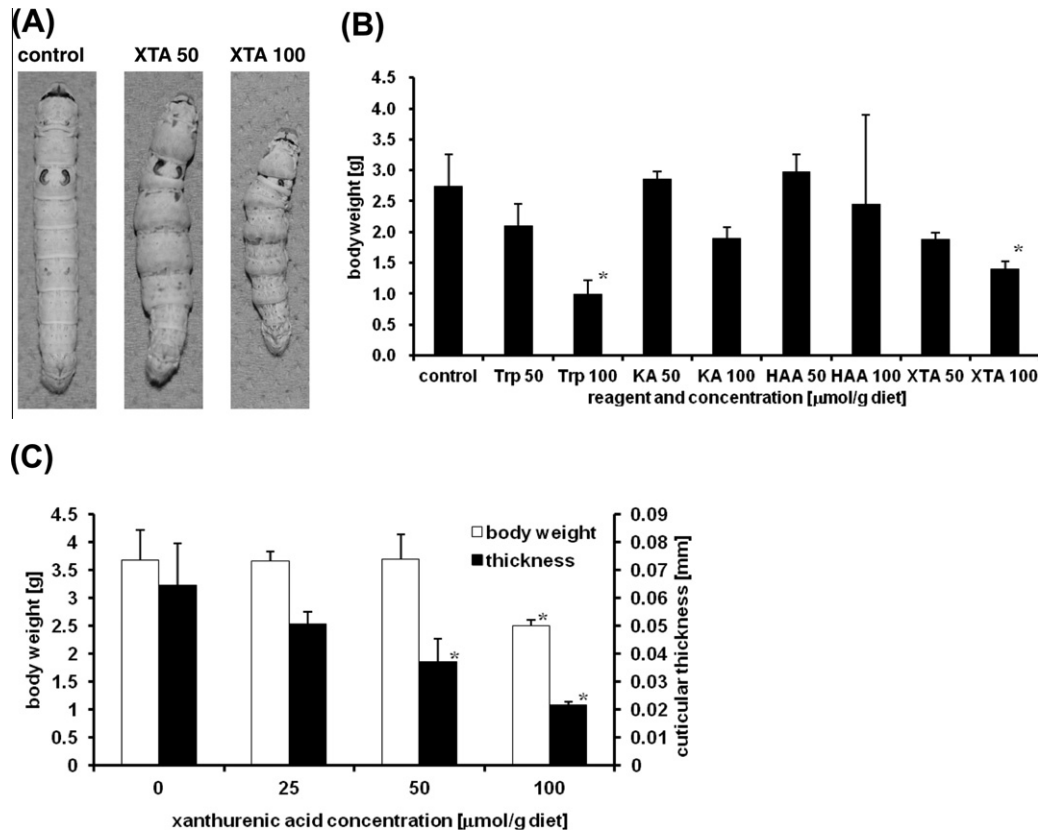 (A)
control XTA 50 XTA 100
(B)
4.5
4.0
3.5
3.0
2.5
2.0
1.5
1.0
0.5
0.0
body weight [g]
*
*
control Trp 50 Trp 100 KA 50 KA 100 HAA 50 HAA 100 XTA 50 XTA 100
reagent and concentration [μmol/g diet]
(C)
4.5
4
3.5
3
2.5
2
1.5
1
0.5
0
body weight [g]
body weight
thickness
*
*
*
0.09
0.08
0.07
0.06
0.05
0.04
0.03
0.02
0.01
0
cuticular thickness [mm]
0 25 50 100
xanthurenic acid concentration [μmol/g diet]